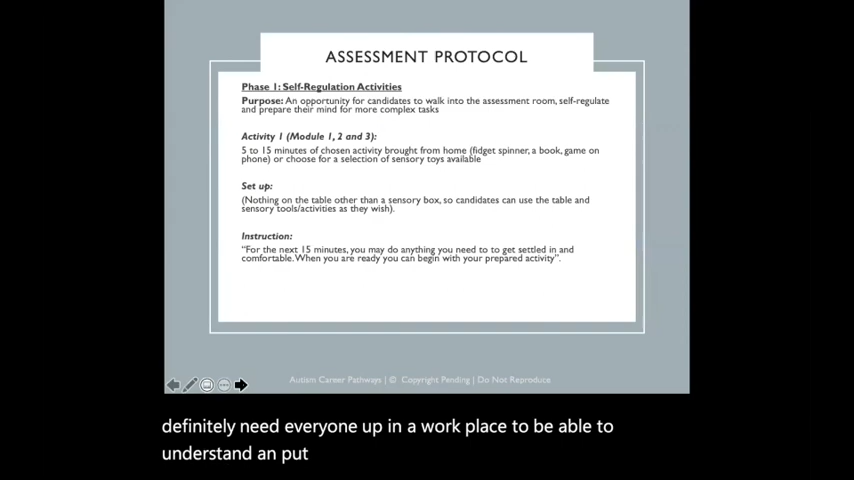 ASSESSMENT PROTOCOL
Phase 1: Self-Regulation Activities
Purpose: An opportunity for candidates to walk into the assessment room, self-regulate
and prepare their mind for more complex tasks
Activity 1 (Module 1, 2 and 3):
5 to 15 minutes of chosen activity brought from home (fidget spinner, a book, game on
phone) or choose for a selection of sensory toys available
Set up:
(Nothing on the table other than a sensory box, so candidates can use the table and
sensory tools/activities as they wish).
Instruction:
“For the next 15 minutes, you may do anything you need to to get settled in and
comfortable. When you are ready you can begin with your prepared activity”.
Autism Career Pathways | © Copyright Pending | Do Not Reproduce
definitely need everyone up in a work place to be able to
understand an put